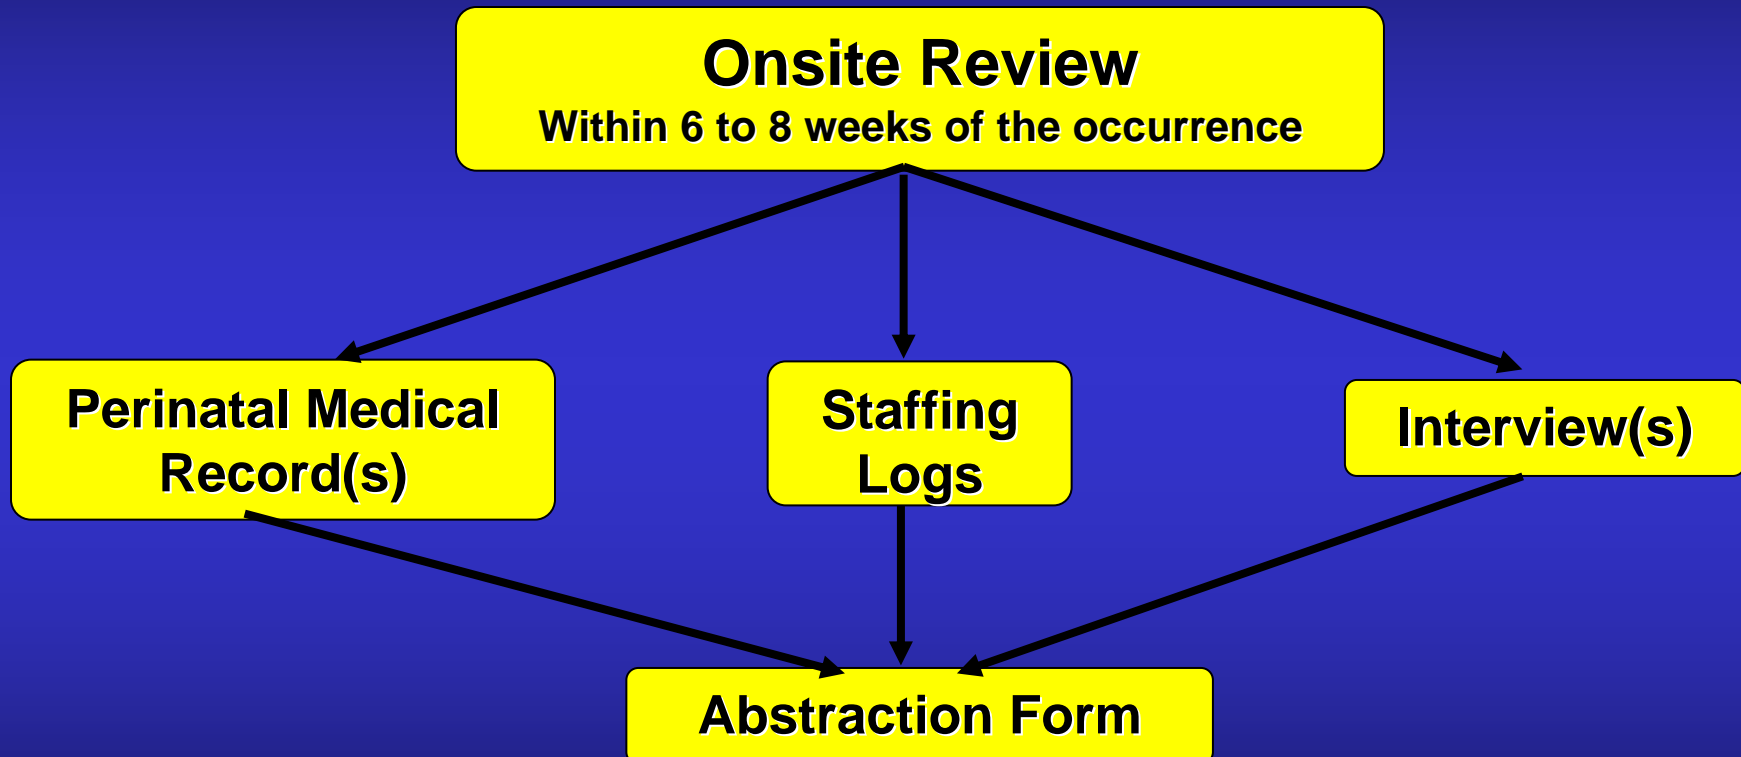 Onsite Review
Within 6 to 8 weeks of the occurrence
Perinatal Medical
Record(s)
Staffing
Logs
Interview(s)
Abstraction Form